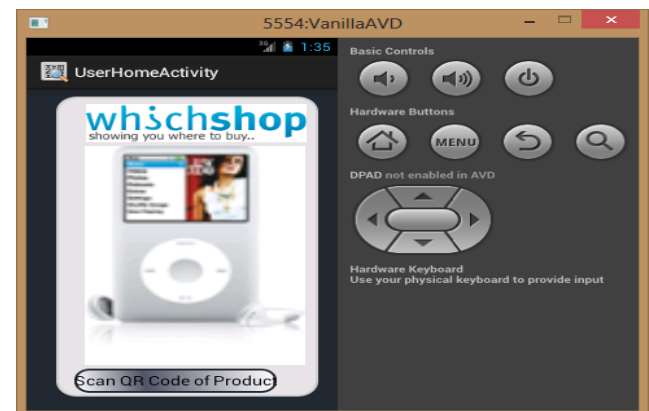 5554:VanillaAVD
3G 1:35
UserHomeActivity
whichshop
showing you where to buy..
Scan QR Code of Product
Basic Controls
Hardware Buttons
MENU
DPAD not enabled in AVD
Hardware Keyboard
Use your physical keyboard to provide input